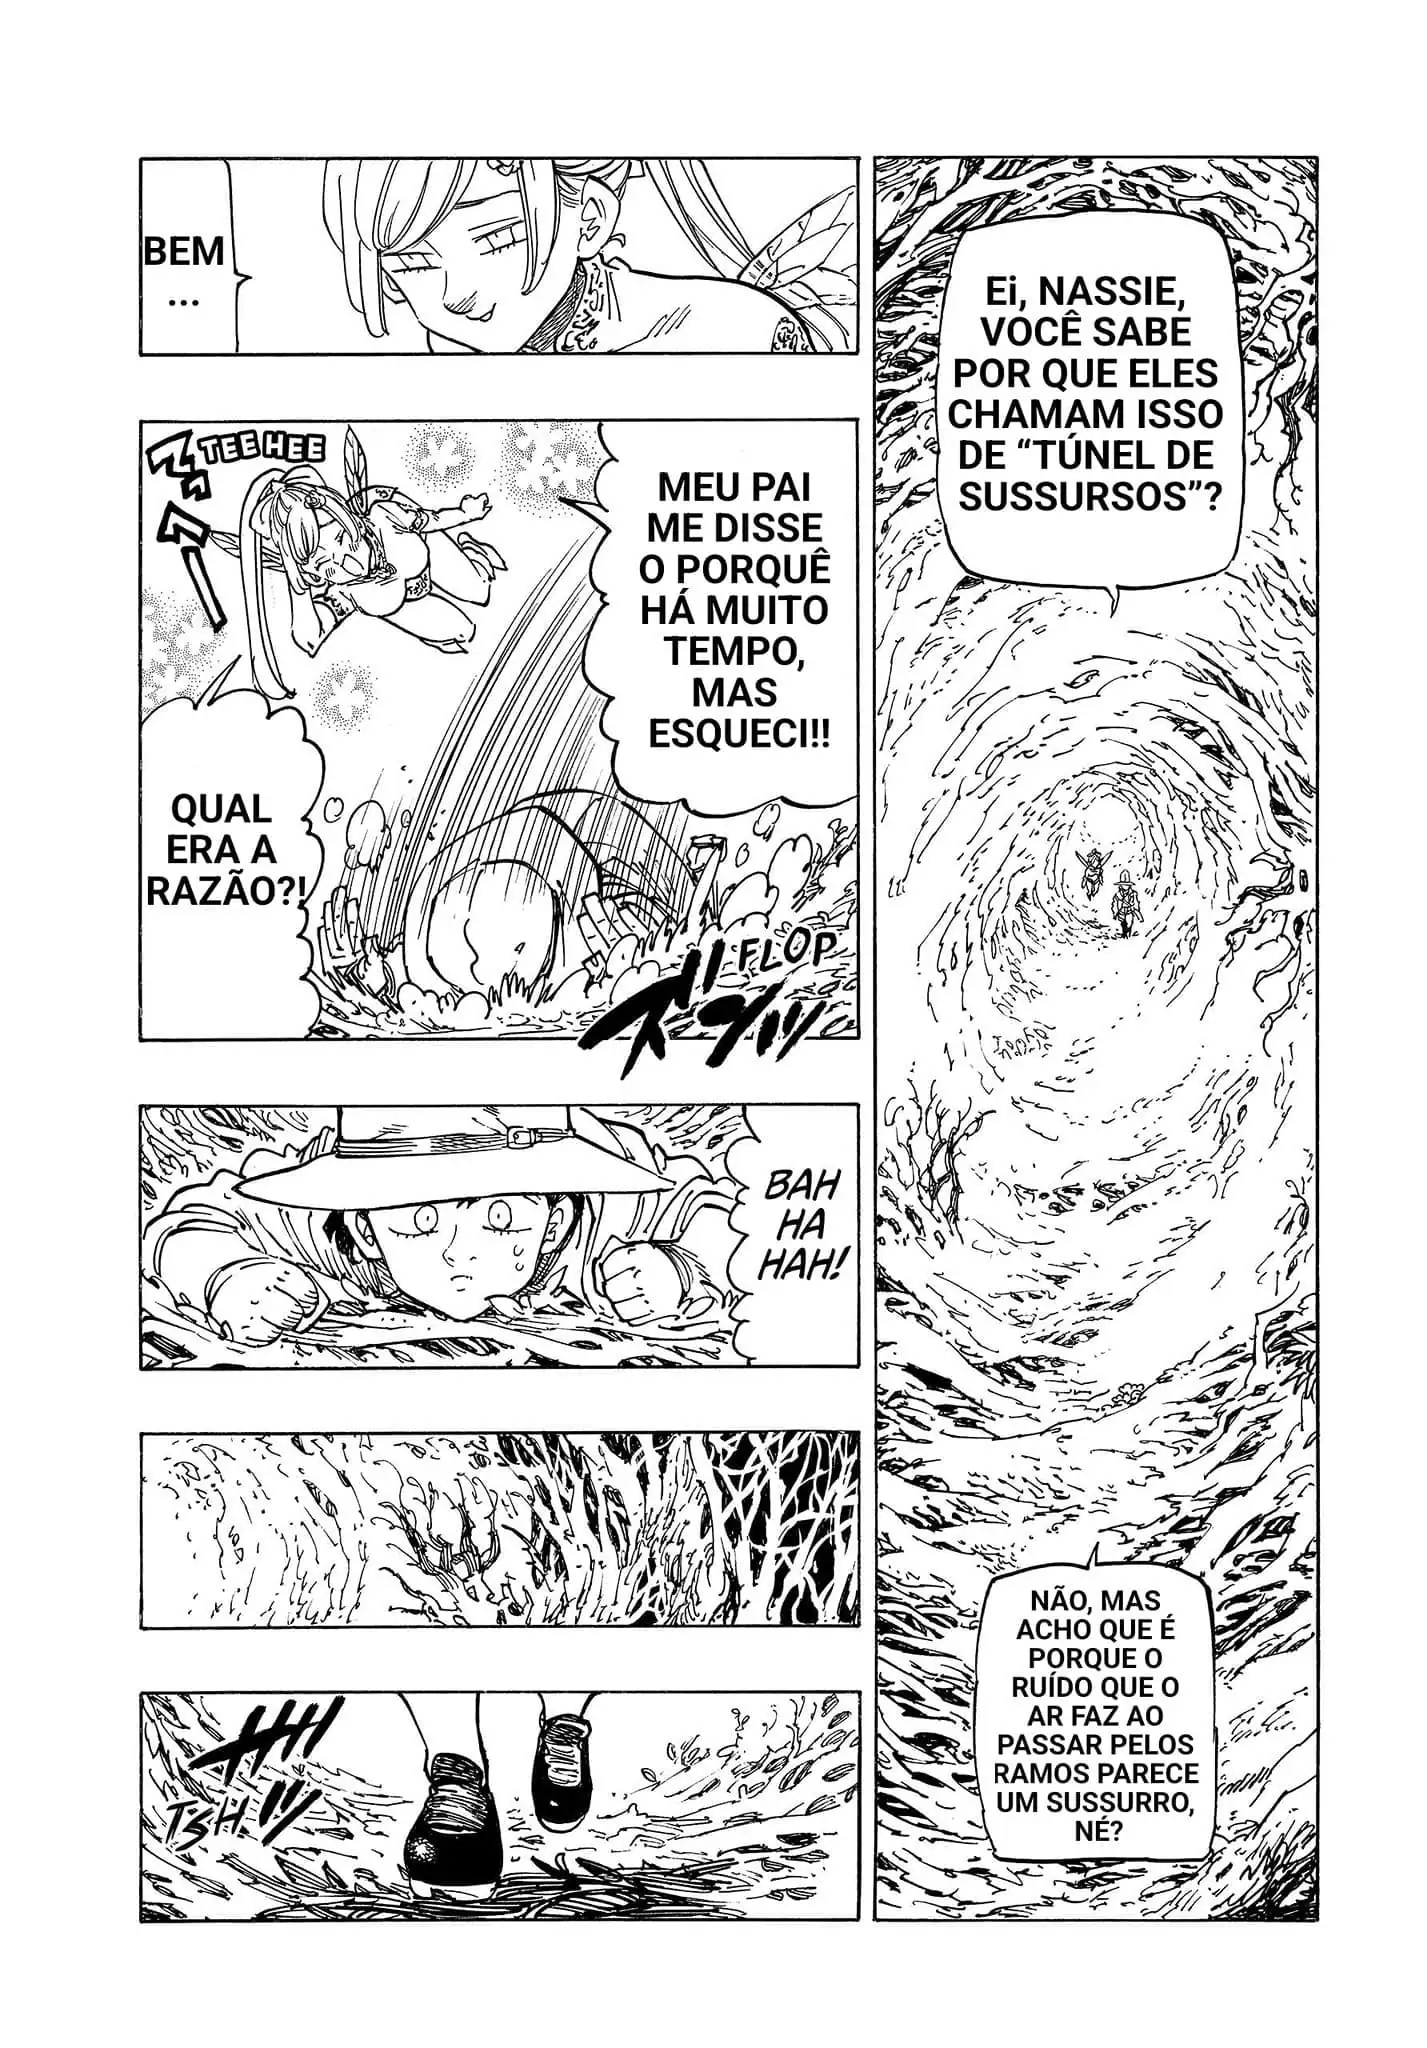 Ei, NASSIE,
VOCÊ SABE
POR QUE ELES
CHAMAM ISSO
DE “TÚNEL DE
SUSSURSOS”?
NÃO, MAS
ACHO QUE É
PORQUE O
RUÍDO QUE O
AR FAZ AO
PASSAR PELOS
RAMOS PARECE
UM SUSSURRO,
NÉ?
BEM
...
MEU PAI
ME DISSE
O PORQUÊ
HÁ MUITO
TEMPO,
MAS
ESQUECI!!
TEE HEE
QUAL
ERA A
RAZÃO?!
FLOP
BAH
HA
HAH!
TSH